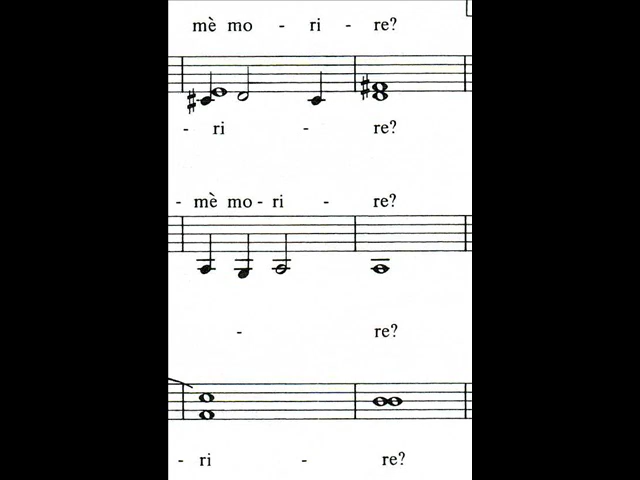 mè mo - ri - re?
- ri - re?
- mè mo - ri - re?
- re?
- ri - re?